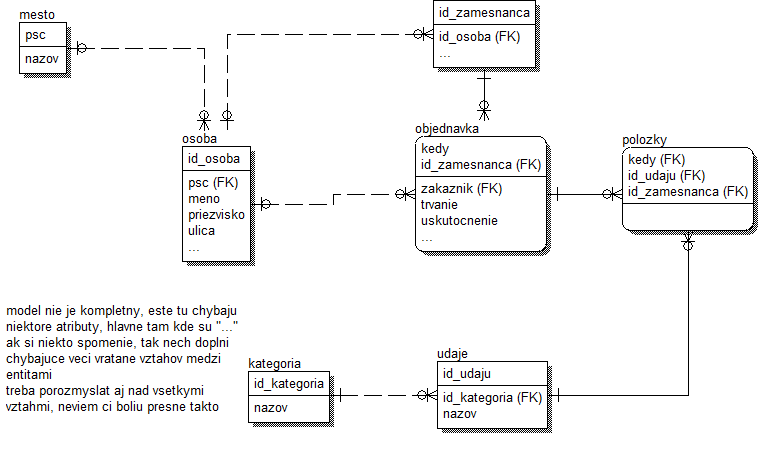 mesto
psc
nazov
id_zamesnanca
id_osoba (FK)
...
osoba
id_osoba
psc (FK)
meno
priezvisko
ulica
...
objednavka
kedy
id_zamesnanca (FK)
zakaznik (FK)
trvanie
uskutocnenie
...
polozky
kedy (FK)
id_udaju (FK)
id_zamesnanca (FK)
model nie je kompletny, este tu chybaju
niektore atributy, hlavne tam kde su "..."
ak si niekto spomenie, tak nech doplni
chybajuce veci vratane vztahov medzi
entitami
treba porozmyslat aj nad vsetkymi
vztahmi, neviem ci boliu presne takto
kategoria
id_kategoria
nazov
udaje
id_udaju
id_kategoria (FK)
nazov